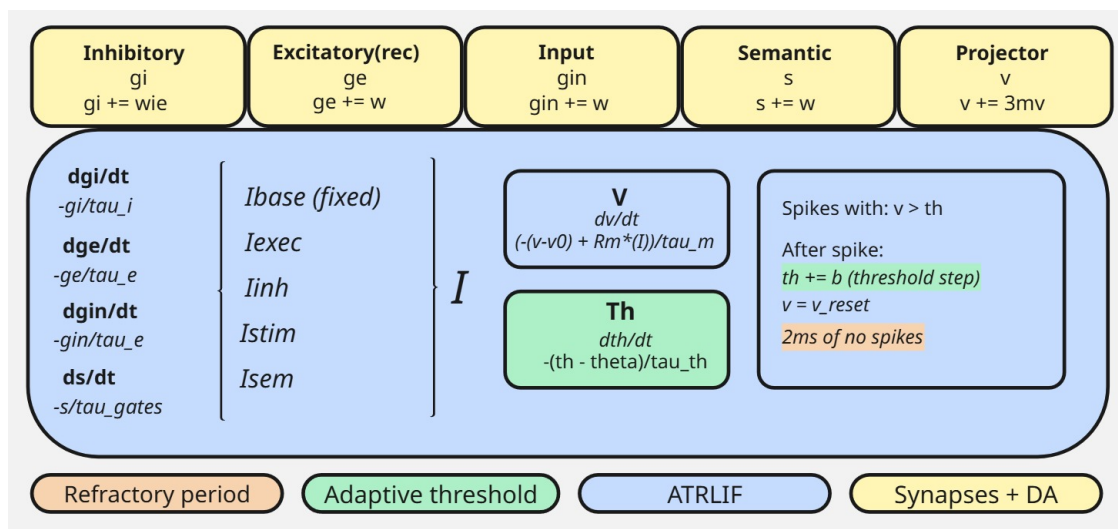 Inhibitory
gi
gi += wie
Excitatory(rec)
ge
ge += w
Input
gin
gin += w
Semantic
s
s += w
Projector
v
v += 3mv
dgi/dt
-gi/tau_i
dge/dt
-ge/tau_e
dgin/dt
-gin/tau_e
ds/dt
-s/tau_gates
Ibase (fixed)
Iexec
Iinh
Istim
Isem
I
V
dv/dt
(-(v-v0) + Rm*(I))/tau_m
Th
dth/dt
-(th - theta)/tau_th
Spikes with: v > th
After spike:
th += b (threshold step)
v = v_reset
2ms of no spikes
Refractory period
Adaptive threshold
ATRLIF
Synapses + DA